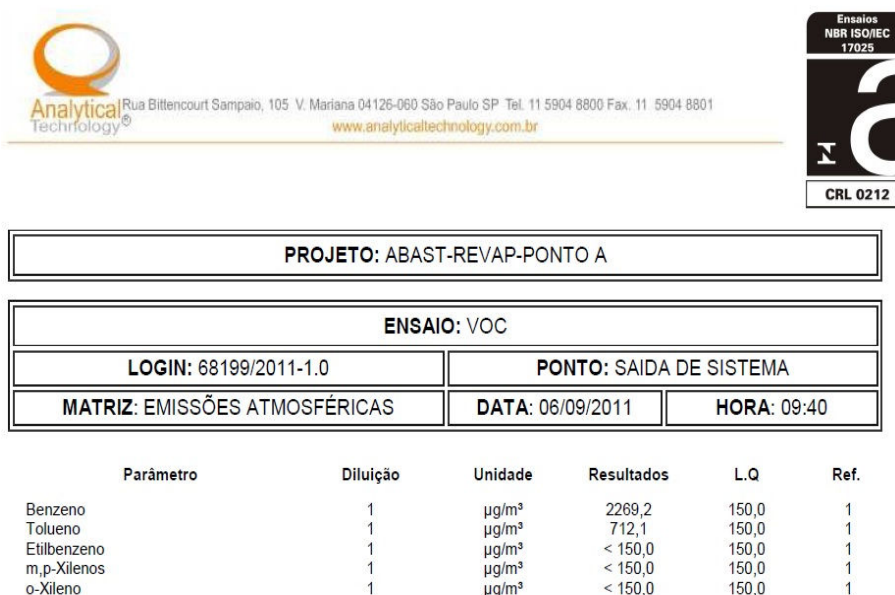 Ensaios
NBR ISO/IEC
17025
Analytical
Technology®
Rua Bittencourt Sampaio, 105 V. Mariana 04126-060 São Paulo SP Tel. 11 5904 8800 Fax. 11 5904 8801
www.analyticaltechnology.com.br
CRL 0212
PROJETO: ABAST-REVAP-PONTO A
ENSAIO: VOC
LOGIN: 68199/2011-1.0 PONTO: SAIDA DE SISTEMA
MATRIZ: EMISSÕES ATMOSFÉRICAS DATA: 06/09/2011 HORA: 09:40
Parâmetro Diluição Unidade Resultados L.Q Ref.
Benzeno 1 µg/m³ 2269,2 150,0 1
Tolueno 1 µg/m³ 712,1 150,0 1
Etilbenzeno 1 µg/m³ < 150,0 150,0 1
m,p-Xilenos 1 µg/m³ < 150,0 150,0 1
o-Xileno 1 µg/m³ < 150,0 150,0 1